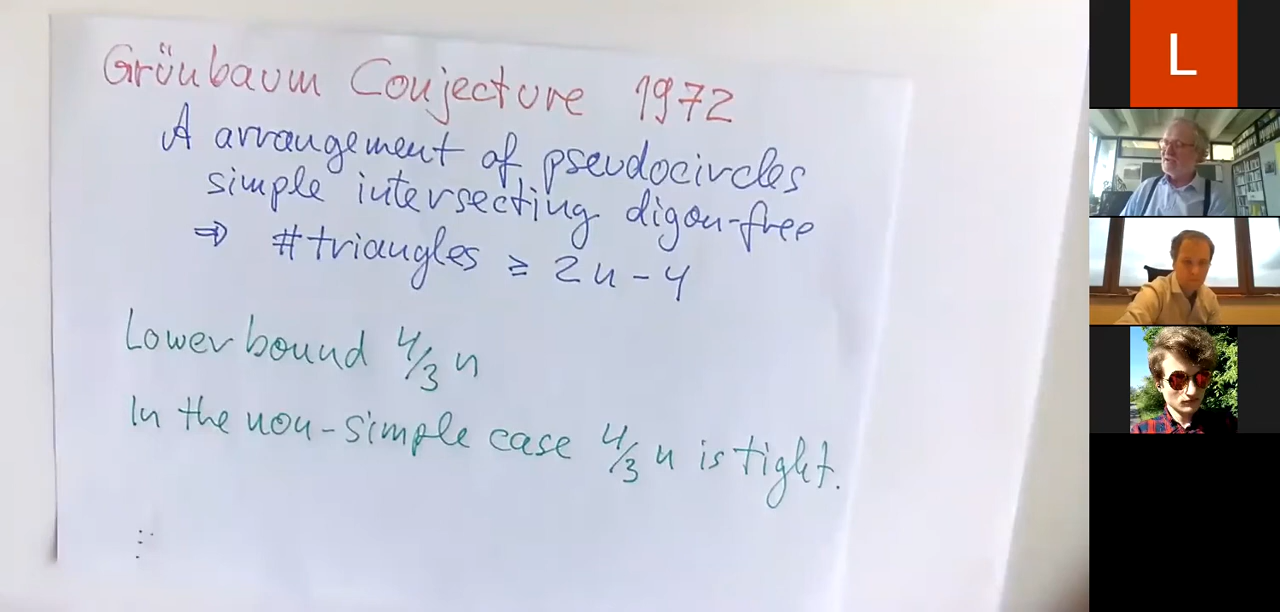 Grünbaum Conjecture 1972
A arrangement of pseudocircles
simple intersecting digon-free
⇒ #triangles ≥ 2n-4
Lower bound 4/3 n
In the non-simple case 4/3 n is tight.
L